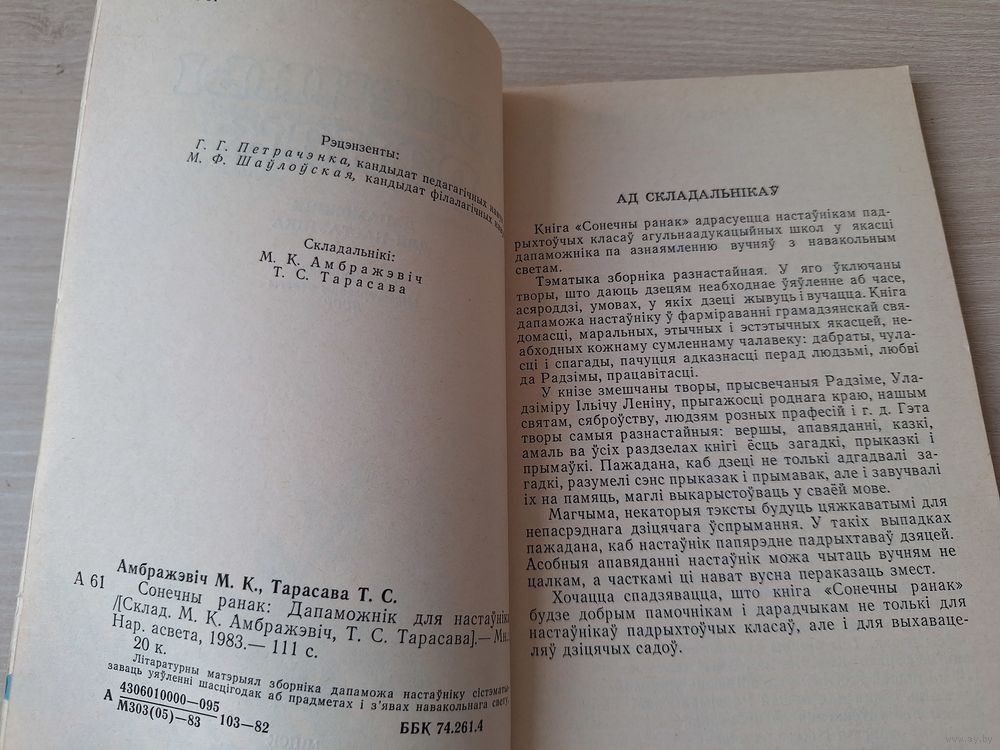 Рэцэнзенты:
Г. Г. Петрачэнка, кандыдат педагагічных навук
М. Ф. Шаўлоўская, кандыдат філалагічных навук
Складальнікі:
М. К. Амбражэвіч
Т. С. Тарасава
Амбражэвіч М. К., Тарасава Т. С.
А 61
Сонечны ранак: Дапаможнік для настаўніка
/[Склад. М. К. Амбражэвіч, Т. С. Тарасава].— Мн.:
Нар. асвета, 1983.— 111 с.
20 к.
Літаратурны матэрыял зборніка дапаможа настаўніку сістэматы-
заваць уяўленні шасцігодак аб прадметах і з'явах навакольнага свету.
А 4306010000—095
М303(05)—83 103—82
ББК 74.261.4
АД СКЛАДАЛЬНІКАЎ
Кніга «Сонечны ранак» адрасуецца настаўнікам пад-
рыхтоўчых класаў агульнаадукацыйных школ у якасці
дапаможніка па азнаямленню вучняў з навакольным
светам.
Тэматыка зборніка разнастайная. У яго ўключаны
творы, што даюць дзецям неабходнае ўяўленне аб часе,
асяроддзі, умовах, у якіх дзеці жывуць і вучацца. Кніга
дапаможа настаўніку ў фарміраванні грамадзянскай свя-
домасці, маральных, этычных і эстэтычных якасцей, не-
абходных кожнаму сумленнаму чалавеку: дабраты, чула-
сці і спагады, пачуцця адказнасці перад людзьмі, любві
да Радзімы, працавітасці.
У кнізе змешчаны творы, прысвечаныя Радзіме, Ула-
дзіміру Ільічу Леніну, прыгажосці роднага краю, нашым
святам, сяброўству, людзям розных прафесій і г. д. Гэта
творы самыя разнастайныя: вершы, апавяданні, казкі,
амаль ва ўсіх раздзелах кнігі ёсць загадкі, прыказкі і
прымаўкі. Пажадана, каб дзеці не толькі адгадвалі за-
гадкі, разумелі сэнс прыказак і прымавак, але і завучвалі
іх на памяць, маглі выкарыстоўваць у сваёй мове.
Магчыма, некаторыя тэксты будуць цяжкаватымі для
непасрэднага дзіцячага ўспрымання. У такіх выпадках
пажадана, каб настаўнік папярэдне падрыхтаваў дзяцей.
Асобныя апавяданні настаўнік можа чытаць вучням не
цалкам, а часткамі ці нават вусна пераказаць змест.
Хочацца спадзявацца, што кніга «Сонечны ранак»
будзе добрым памочнікам і дарадчыкам не толькі для
настаўнікаў падрыхтоўчых класаў, але і для выхаваце-
ляў дзіцячых садоў.
www.ay.by